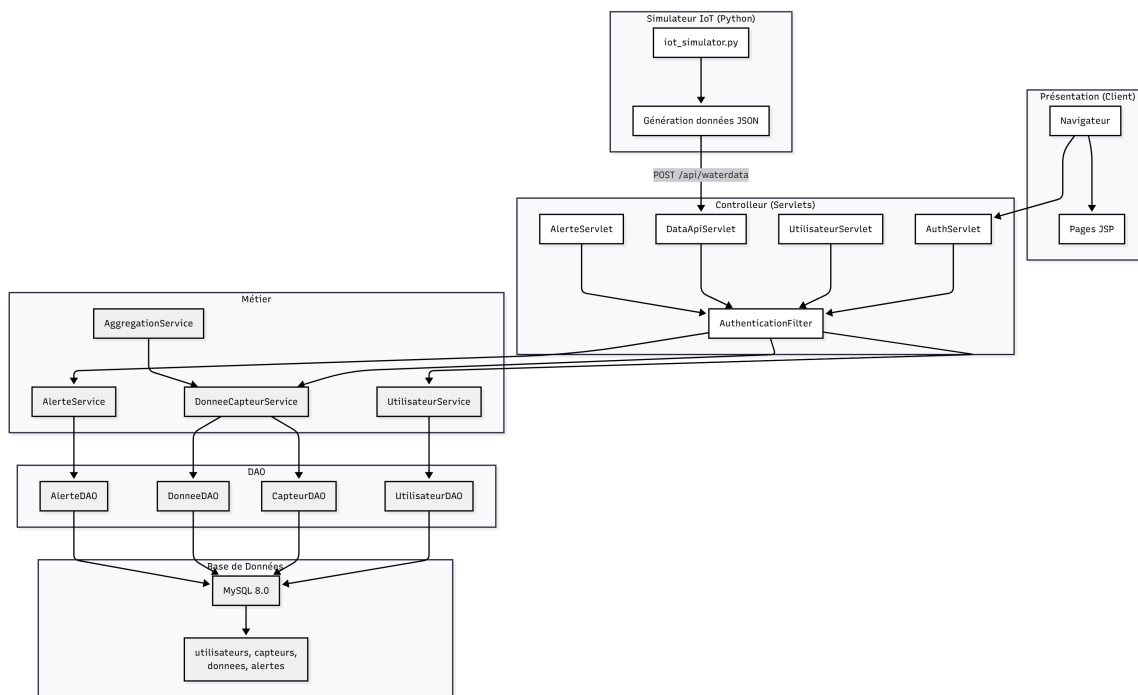 Simulateur IoT (Python)
iot_simulator.py
Génération données JSON
POST /api/waterdata
Présentation (Client)
Navigateur
Pages JSP
Controlleur (Servlets)
AlerteServlet
DataApiServlet
UtilisateurServlet
AuthServlet
AuthenticationFilter
Métier
AggregationService
AlerteService
DonneeCapteurService
UtilisateurService
DAO
AlerteDAO
DonneeDAO
CapteurDAO
UtilisateurDAO
Base de Données
MySQL 8.0
utilisateurs, capteurs,
donnees, alertes